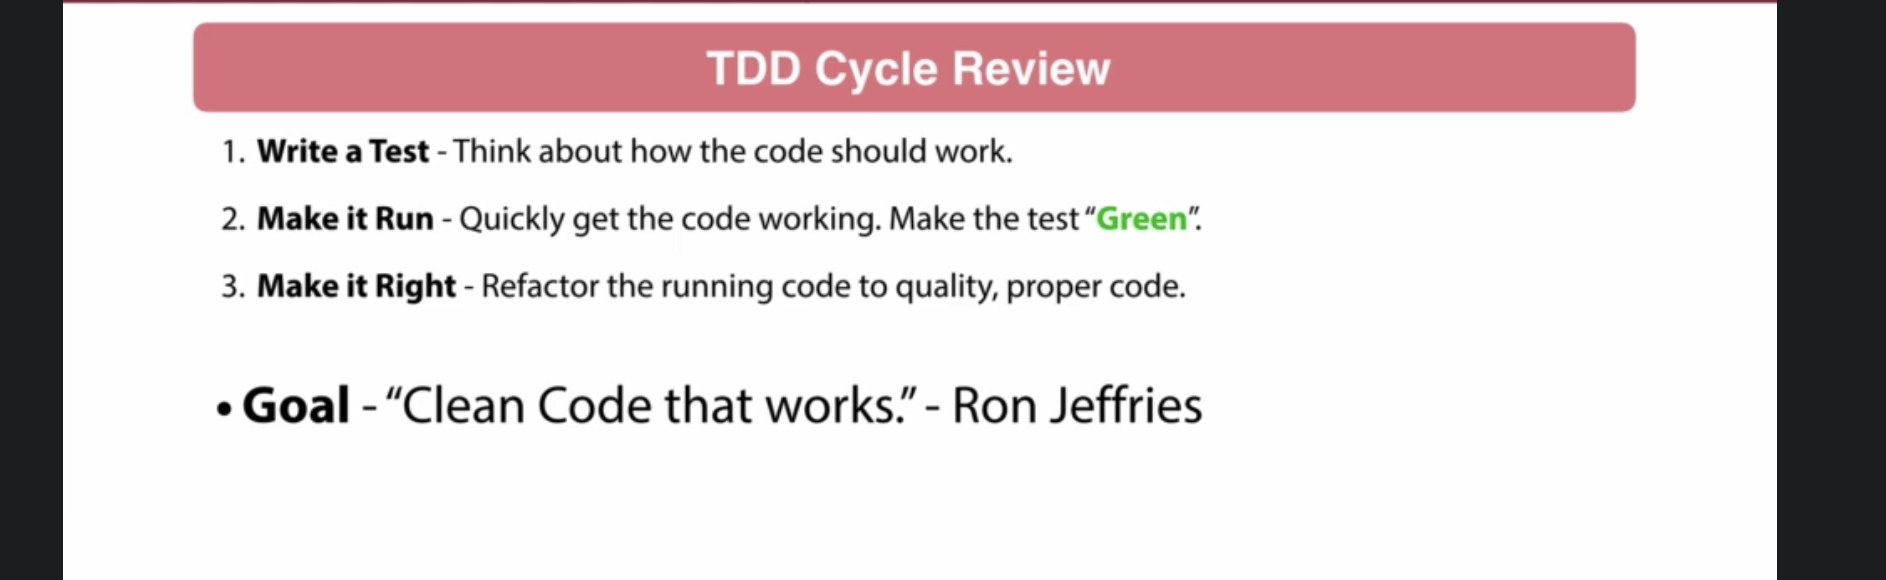 TDD Cycle Review
1. Write a Test - Think about how the code should work.
2. Make it Run - Quickly get the code working. Make the test “Green”.
3. Make it Right - Refactor the running code to quality, proper code.
• Goal - “Clean Code that works.” - Ron Jeffries